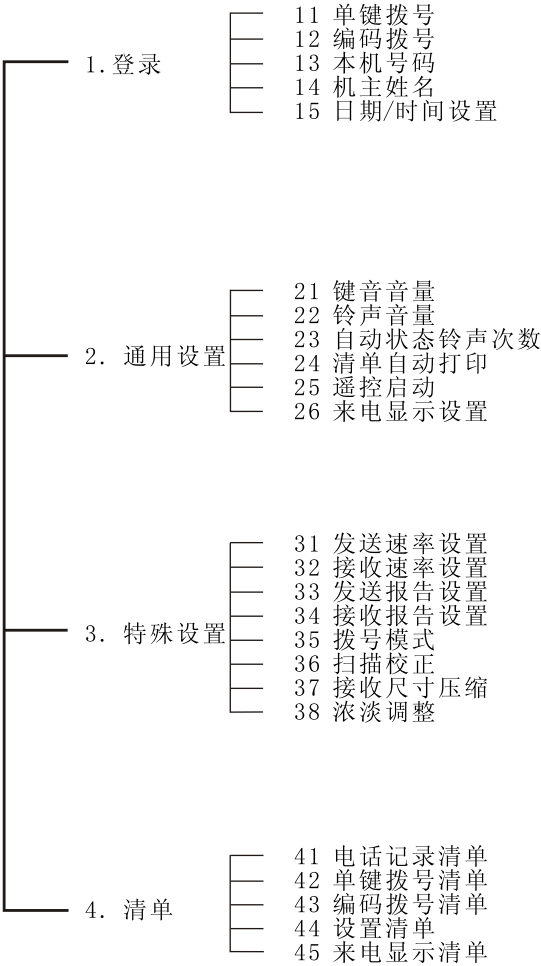 1.登录
11 单键拨号
12 编码拨号
13 本机号码
14 机主姓名
15 日期/时间设置
2. 通用设置
21 键音音量
22 铃声音量
23 自动状态铃声次数
24 清单自动打印
25 遥控启动
26 来电显示设置
3. 特殊设置
31 发送速率设置
32 接收速率设置
33 发送报告设置
34 接收报告设置
35 拨号模式
36 扫描校正
37 接收尺寸压缩
38 浓淡调整
4. 清单
41 电话记录清单
42 单键拨号清单
43 编码拨号清单
44 设置清单
45 来电显示清单